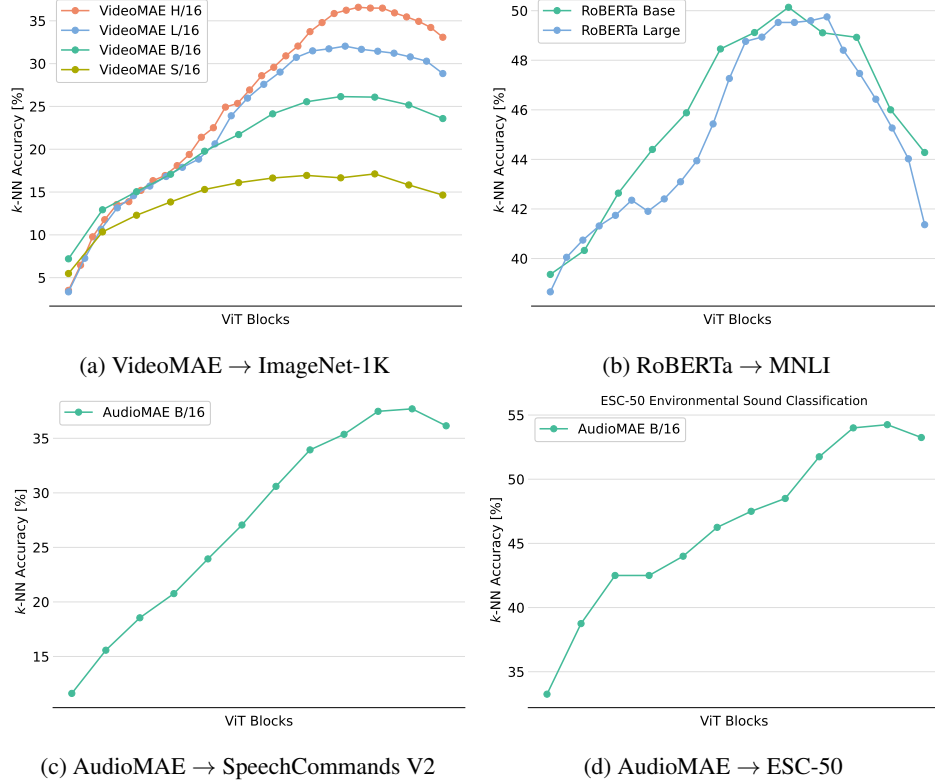 VideoMAE H/16
VideoMAE L/16
VideoMAE B/16
VideoMAE S/16
35
30
25
20
15
10
5
k-NN Accuracy [%]
ViT Blocks
(a) VideoMAE → ImageNet-1K
RoBERTa Base
RoBERTa Large
50
48
46
44
42
40
k-NN Accuracy [%]
ViT Blocks
(b) RoBERTa → MNLI
AudioMAE B/16
35
30
25
20
15
k-NN Accuracy [%]
ViT Blocks
(c) AudioMAE → SpeechCommands V2
ESC-50 Environmental Sound Classification
AudioMAE B/16
55
50
45
40
35
k-NN Accuracy [%]
ViT Blocks
(d) AudioMAE → ESC-50